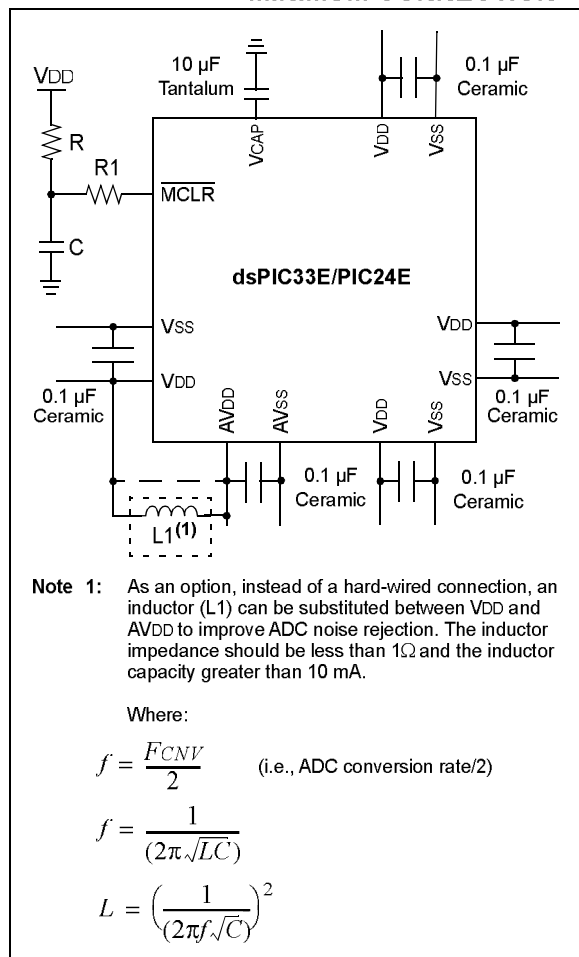 10 µF
Tantalum
0.1 µF
Ceramic
VDD
R
R1
C
VCAP
VDD
VSS
MCLR
dsPIC33E/PIC24E
VSS
VDD
VDD
VSS
0.1 µF
Ceramic
0.1 µF
Ceramic
AVDD
AVSS
VDD
VSS
0.1 µF
Ceramic
0.1 µF
Ceramic
L1(1)
Note 1: As an option, instead of a hard-wired connection, an
inductor (L1) can be substituted between VDD and
AVDD to improve ADC noise rejection. The inductor
impedance should be less than 1Ω and the inductor
capacity greater than 10 mA.
Where:
f = FCNV / 2 (i.e., ADC conversion rate/2)
f = 1 / (2π√LC)
L = (1 / (2πf√C))²